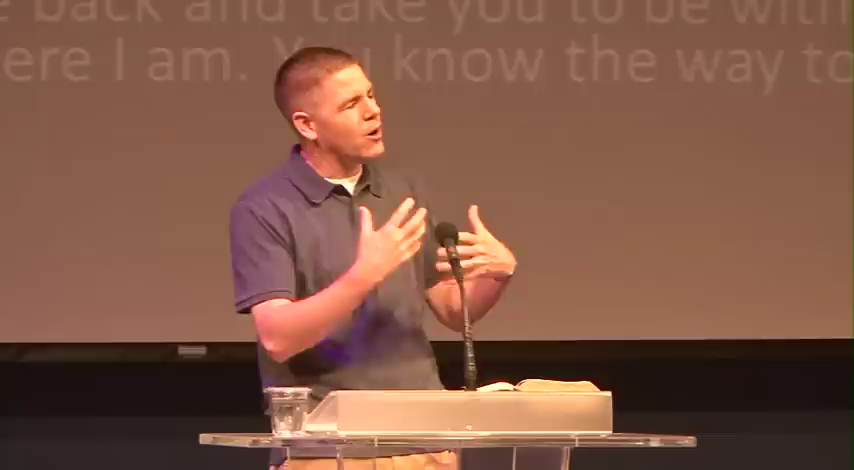 back and take you to be with
ere I am. You know the way to